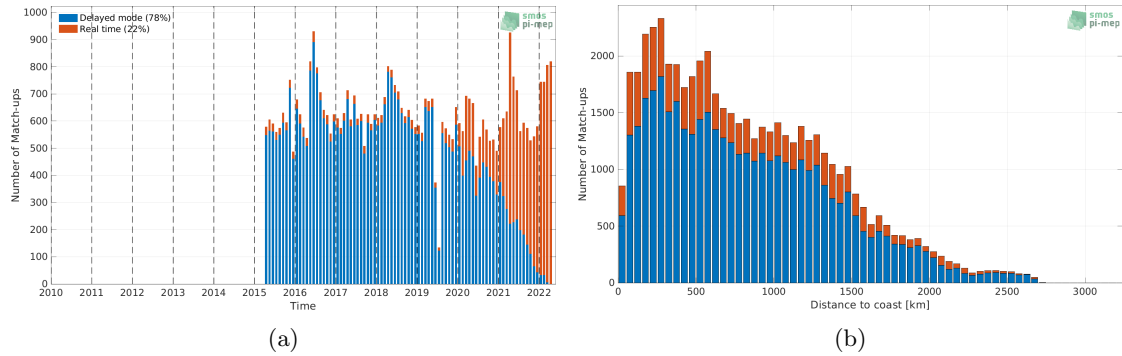 smos
pi-mep
Delayed mode (78%)
Real time (22%)
Number of Match-ups
1000
900
800
700
600
500
400
300
200
100
0
2010 2011 2012 2013 2014 2015 2016 2017 2018 2019 2020 2021 2022
Time
(a)
smos
pi-mep
Number of Match-ups
2000
1500
1000
500
0
0 500 1000 1500 2000 2500 3000
Distance to coast [km]
(b)